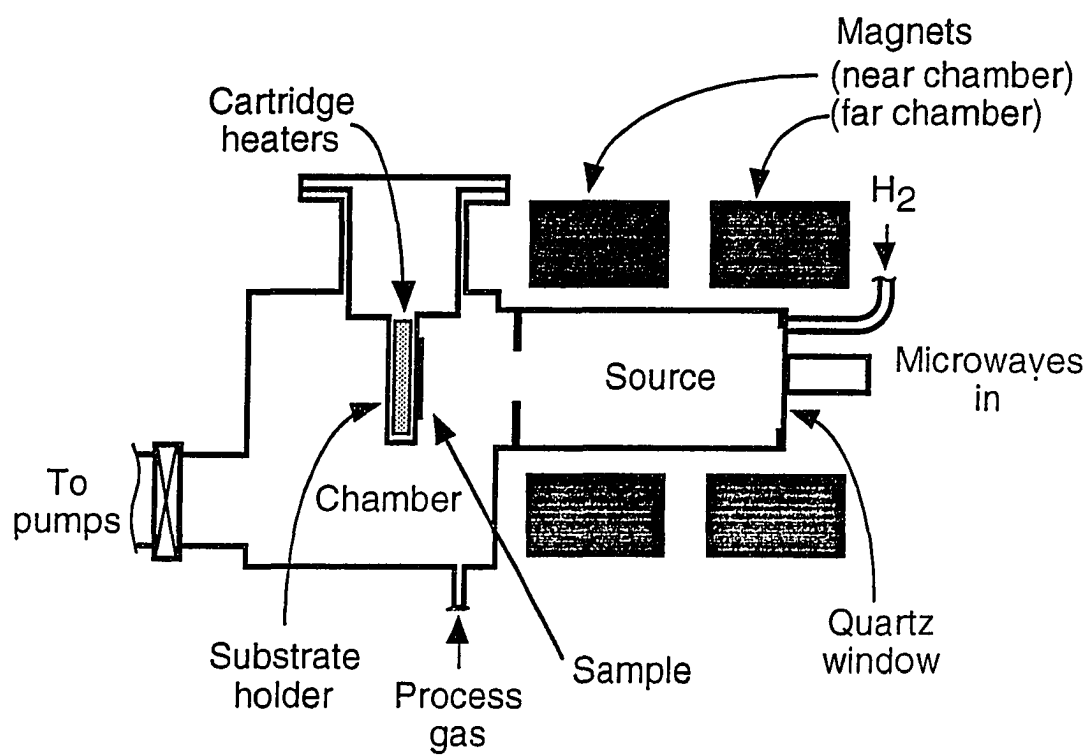 Magnets
(near chamber)
(far chamber)
Cartridge
heaters
H2
Source
Microwaves
in
To
pumps
Chamber
Substrate
holder
Process
gas
Sample
Quartz
window